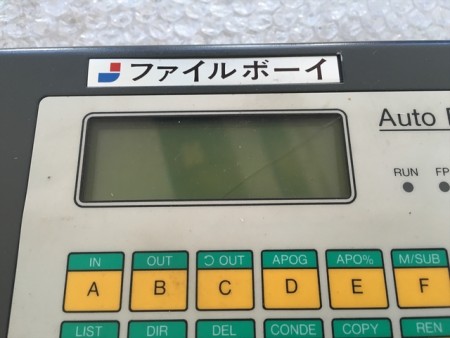 ファイルボーイ
Auto
RUN
IN OUT OUT APOG APO% M/SUB
A B C D E F
LIST DIR DEL CONDE COPY REN